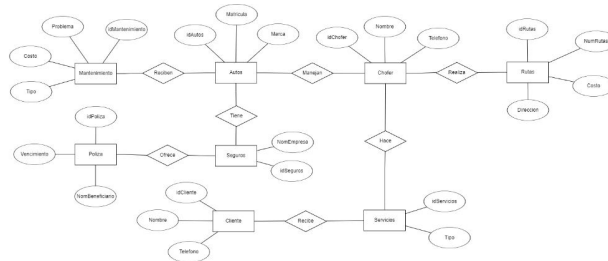 Problema
idMantenimiento
Costo
Tipo
Mantenimiento
Reciben
Matricula
idAutos
Marca
Autos
Manejan
Nombre
idChofer
Telefono
Chofer
Realiza
idRutas
NumRutas
Rutas
Costo
Direccion
Tiene
Hace
idPoliza
Vencimiento
Poliza
NomBeneficiario
Ofrece
Seguros
NomEmpresa
idSeguros
idCliente
Nombre
Telefono
Cliente
Recibe
Servicios
idServicios
Tipo